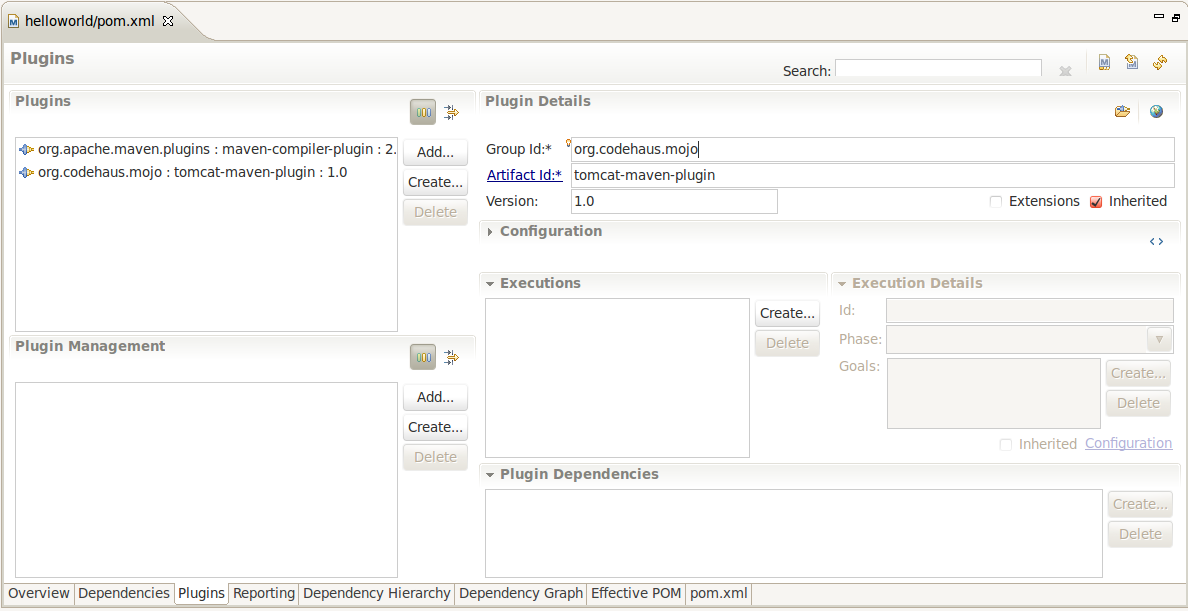 helloworld/pom.xml
Plugins
Search:
Plugins
org.apache.maven.plugins : maven-compiler-plugin : 2.
org.codehaus.mojo : tomcat-maven-plugin : 1.0
Add...
Create...
Delete
Plugin Management
Add...
Create...
Delete
Plugin Details
Group Id:* org.codehaus.mojo
Artifact Id:* tomcat-maven-plugin
Version: 1.0 Extensions Inherited
Configuration
Executions
Create...
Delete
Execution Details
Id:
Phase:
Goals:
Create...
Delete
Inherited Configuration
Plugin Dependencies
Create...
Delete
Overview Dependencies Plugins Reporting Dependency Hierarchy Dependency Graph Effective POM pom.xml